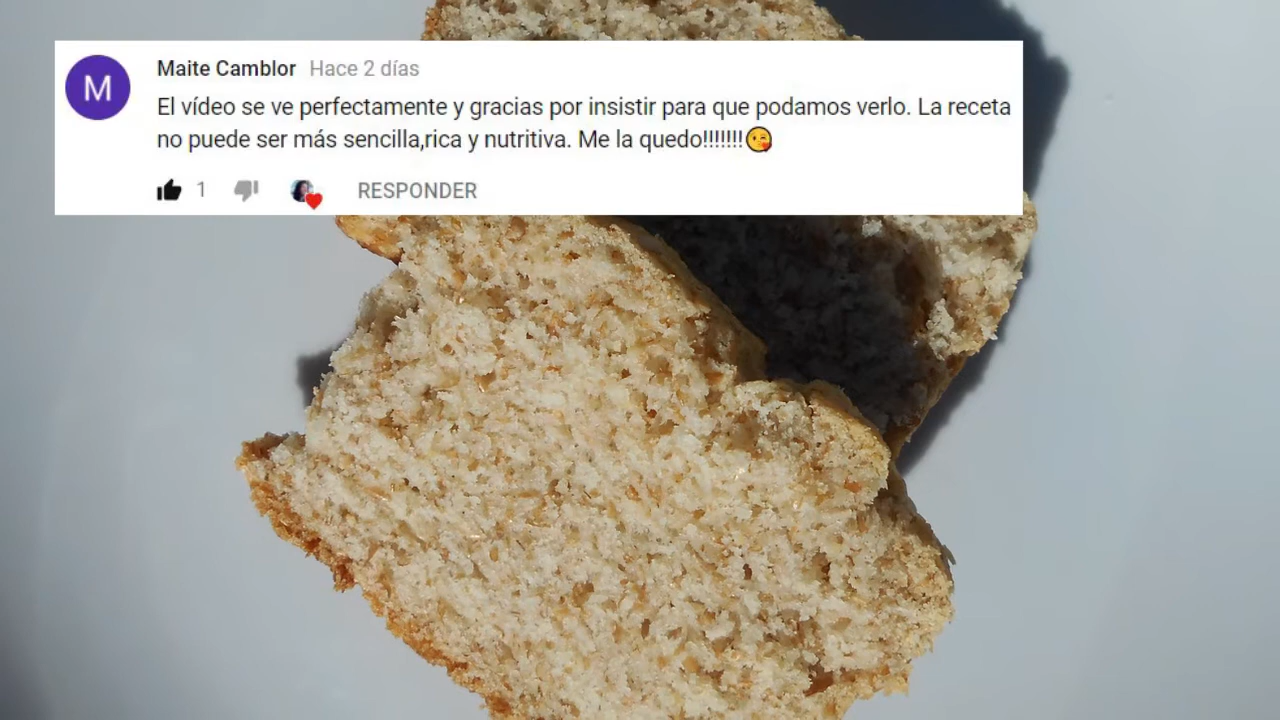 M
Maite Camblor Hace 2 días
El vídeo se ve perfectamente y gracias por insistir para que podamos verlo. La receta
no puede ser más sencilla,rica y nutritiva. Me la quedo!!!!!!!😘
1 RESPONDER